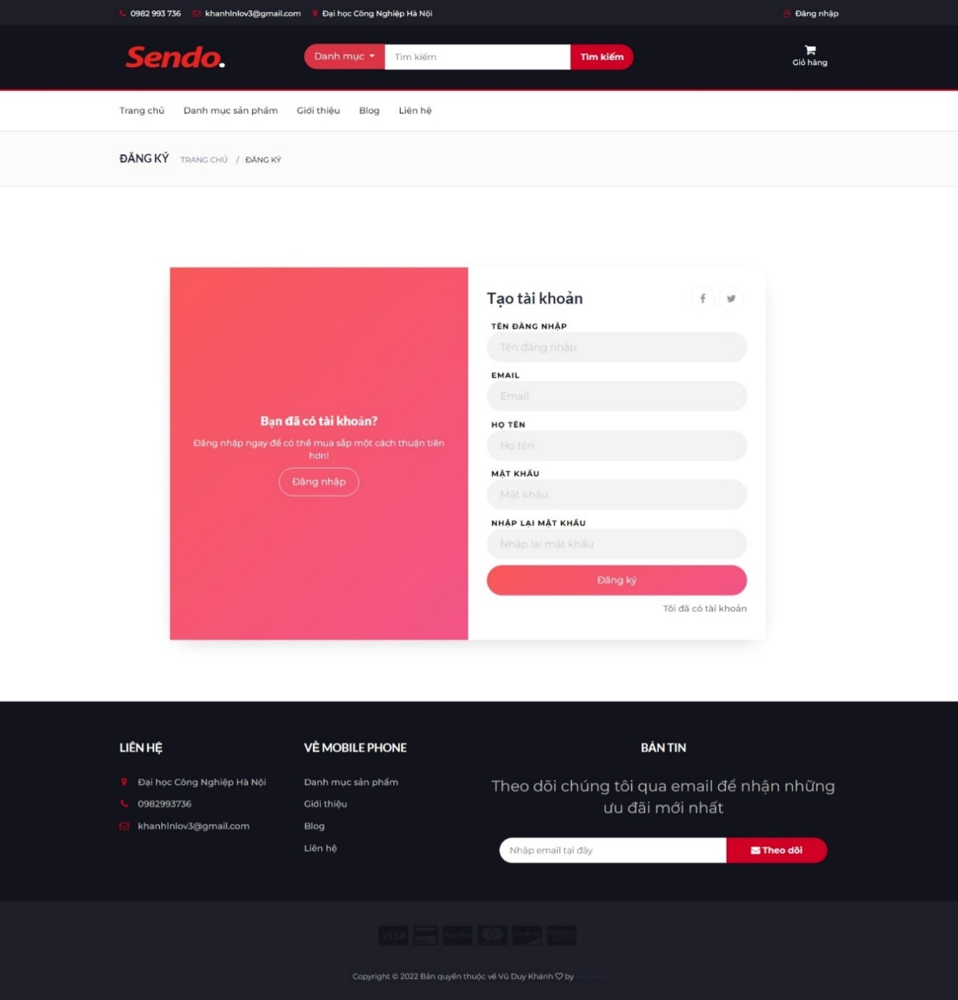 0982 993 736 khanhlnlov3@gmail.com Đại học Công Nghiệp Hà Nội Đăng nhập
Sendo. Danh mục Tìm kiếm Tìm kiếm Giỏ hàng
Trang chủ Danh mục sản phẩm Giới thiệu Blog Liên hệ
ĐĂNG KÝ TRANG CHỦ / ĐĂNG KÝ
Bạn đã có tài khoản?
Đăng nhập ngay để có thể mua sắp một cách thuận tiên
hơn!
Đăng nhập
Tạo tài khoản
TÊN ĐĂNG NHẬP
Tên đăng nhập
EMAIL
Email
HỌ TÊN
Họ tên
MẬT KHẨU
Mật khẩu
NHẬP LẠI MẬT KHẨU
Nhập lại mật khẩu
Đăng ký
Tôi đã có tài khoản
LIÊN HỆ
Đại học Công Nghiệp Hà Nội
0982993736
khanhlnlov3@gmail.com
VỀ MOBILE PHONE
Danh mục sản phẩm
Giới thiệu
Blog
Liên hệ
BẢN TIN
Theo dõi chúng tôi qua email để nhận những
ưu đãi mới nhất
Nhập email tại đây Theo dõi
VISA PayPal
Copyright © 2022 Bản quyền thuộc về Vũ Duy Khánh by